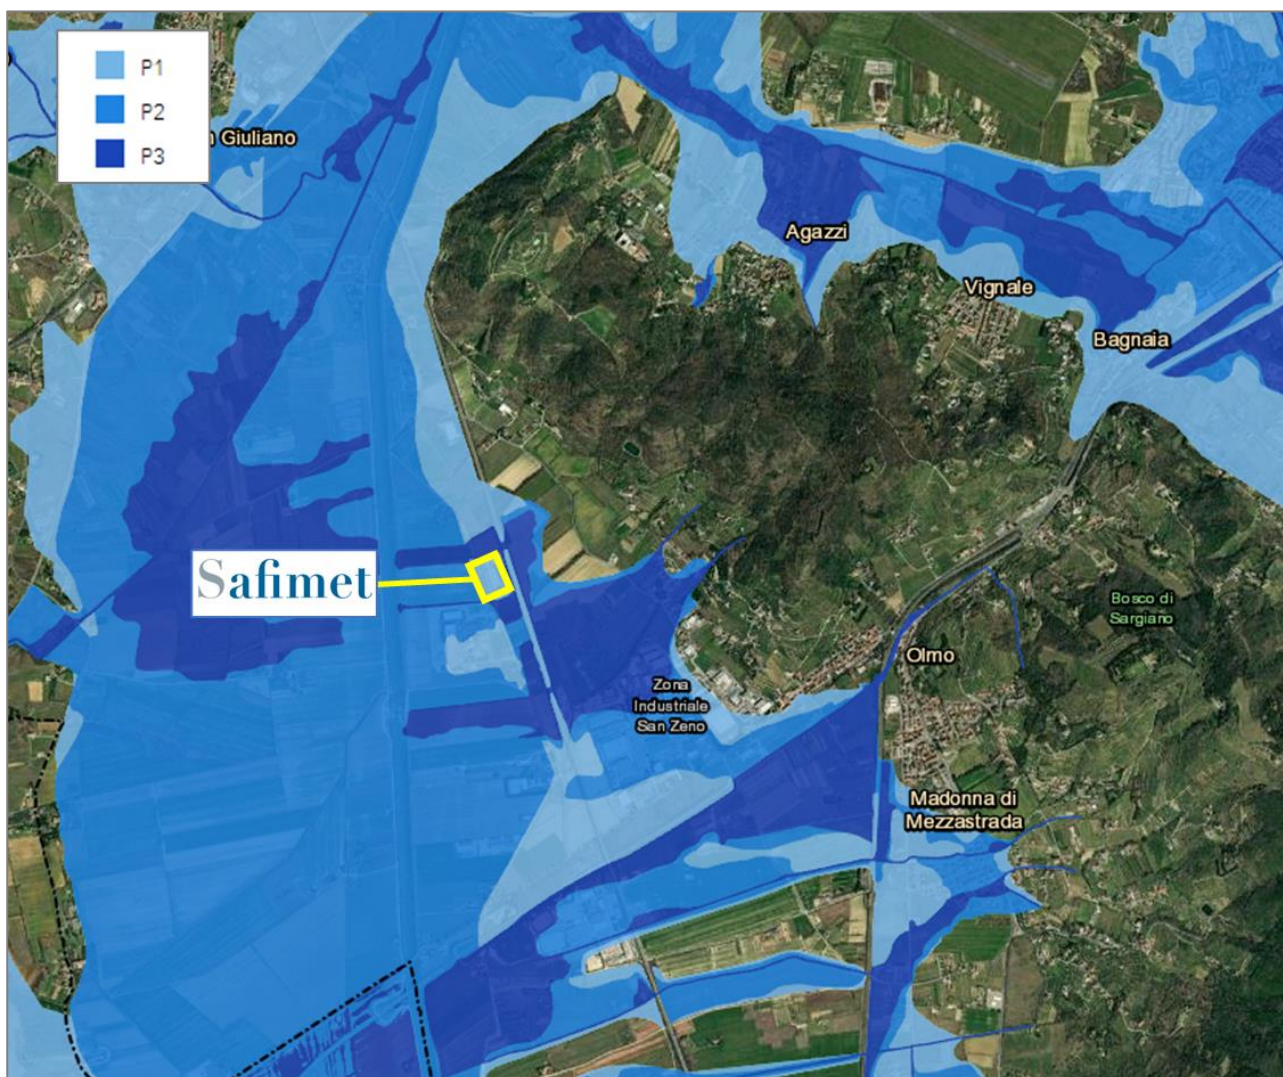 P1
P2
P3
n Giuliano
Agazzi
Vignale
Bagnaia
Safimet
Bosco di
Sargiano
Olmo
Zona
Industriale
San Zeno
Madonna di
Mezzastrada